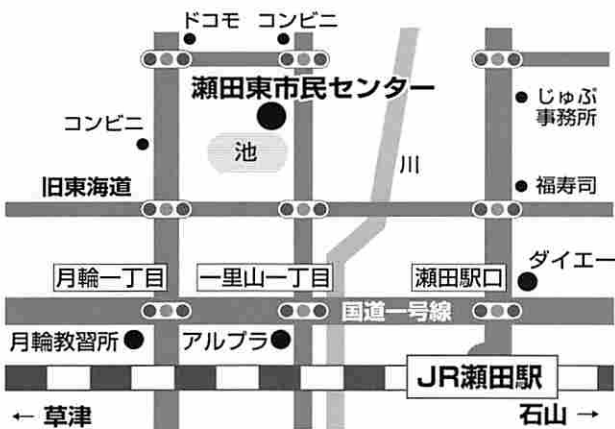 ドコモ コンビニ
瀬田東市民センター
じゅぶ
事務所
コンビニ
池
川
旧東海道
福寿司
ダイエー
月輪一丁目
一里山一丁目
瀬田駅口
国道一号線
月輪教習所
アルプラ
JR瀬田駅
← 草津
石山 →